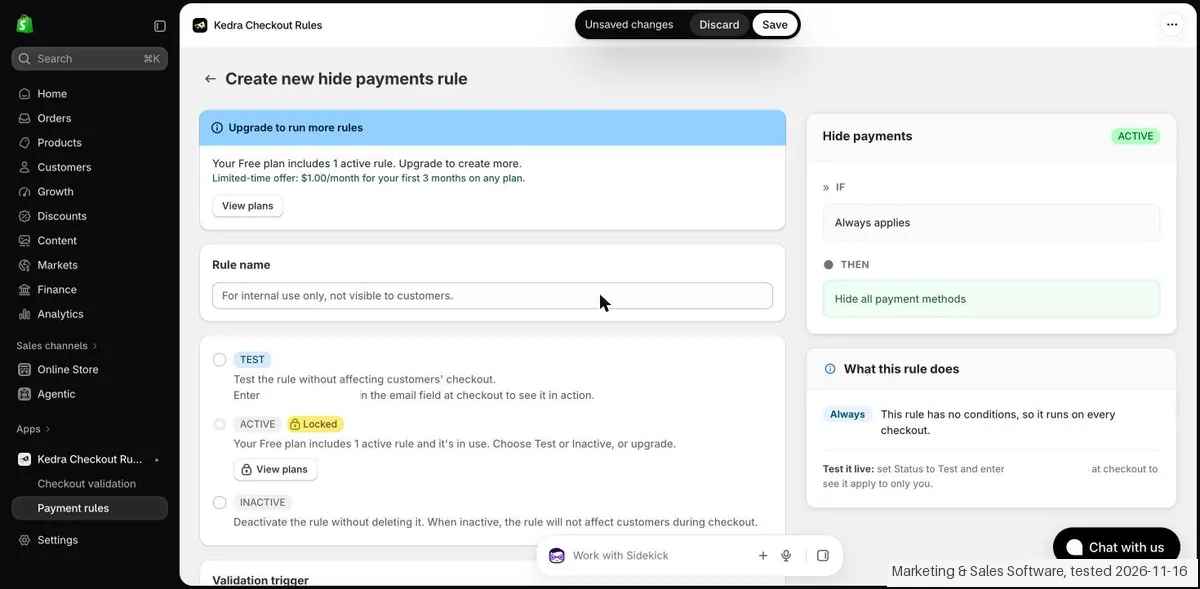 Search ⌘K
Home
Orders
Products
Customers
Growth
Discounts
Content
Markets
Finance
Analytics
Sales channels
Online Store
Agentic
Apps
Kedra Checkout Ru...
Checkout validation
Payment rules
Settings
Kedra Checkout Rules
Unsaved changes Discard Save
Create new hide payments rule
Upgrade to run more rules
Your Free plan includes 1 active rule. Upgrade to create more.
Limited-time offer: $1.00/month for your first 3 months on any plan.
View plans
Rule name
For internal use only, not visible to customers.
TEST
Test the rule without affecting customers' checkout.
Enter in the email field at checkout to see it in action.
ACTIVE Locked
Your Free plan includes 1 active rule and it's in use. Choose Test or Inactive, or upgrade.
View plans
INACTIVE
Deactivate the rule without deleting it. When inactive, the rule will not affect customers during checkout.
Validation trigger
Work with Sidekick
Hide payments ACTIVE
» IF
Always applies
THEN
Hide all payment methods
What this rule does
Always This rule has no conditions, so it runs on every
checkout.
Test it live: set Status to Test and enter at checkout to
see it apply to only you.
Chat with us
Marketing & Sales Software, tested 2026-11-16